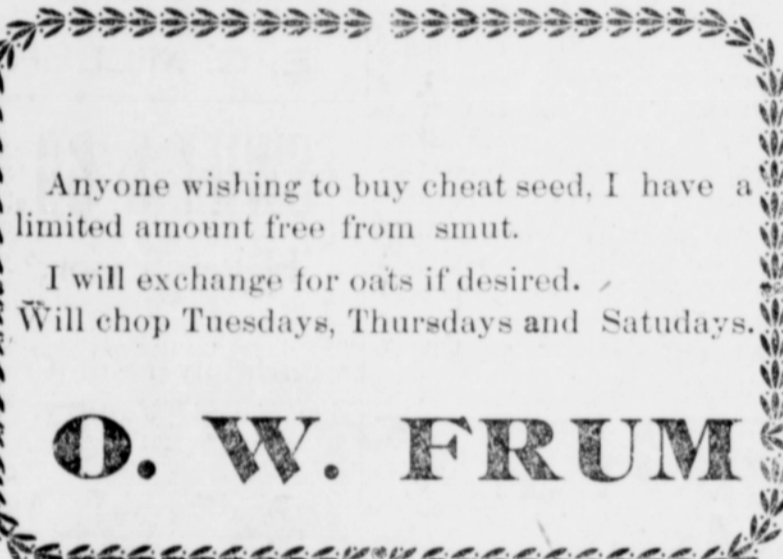 Anyone wishing to buy cheat seed, I have a
limited amount free from smut.
I will exchange for oats if desired.
Will chop Tuesdays, Thursdays and Satudays.
O. W. FRUM